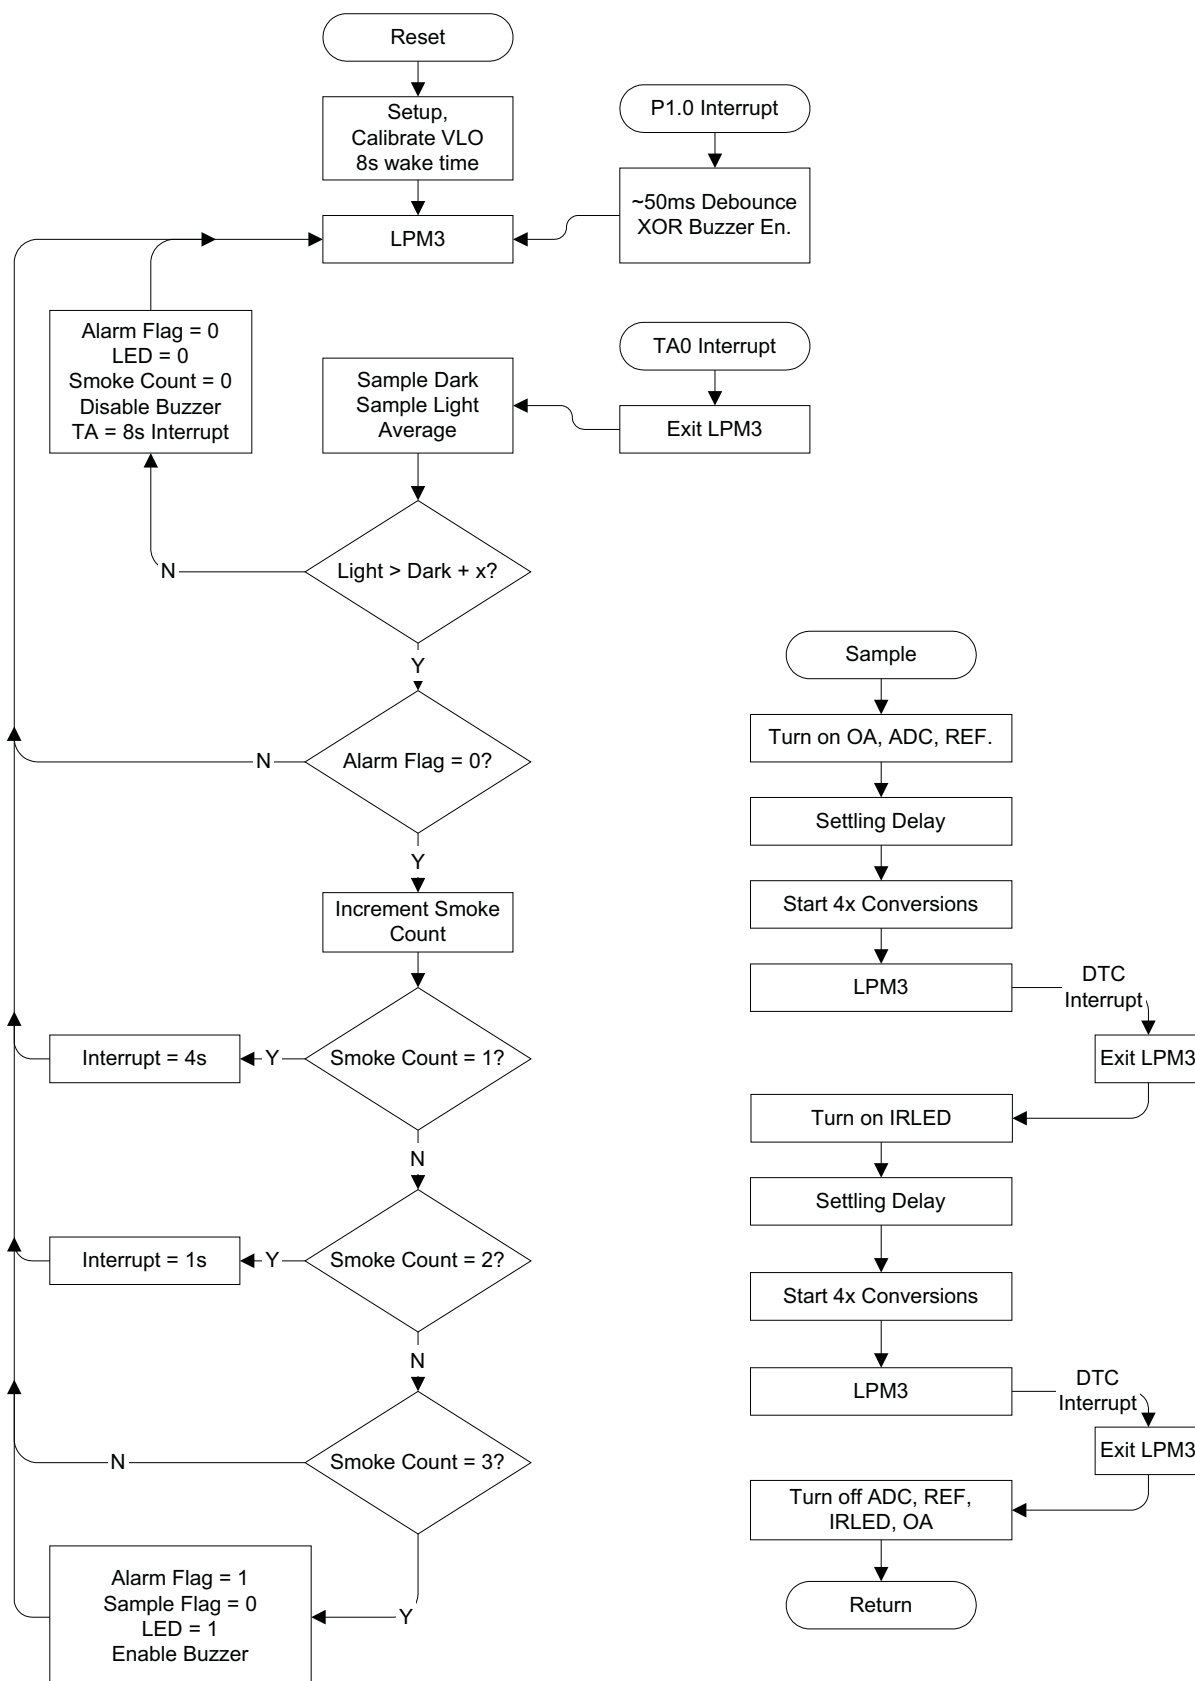 Reset
Setup,
Calibrate VLO
8s wake time
P1.0 Interrupt
~50ms Debounce
XOR Buzzer En.
LPM3
Alarm Flag = 0
LED = 0
Smoke Count = 0
Disable Buzzer
TA = 8s Interrupt
TA0 Interrupt
Exit LPM3
Sample Dark
Sample Light
Average
Light > Dark + x?
N
Y
Alarm Flag = 0?
N
Y
Increment Smoke
Count
Smoke Count = 1?
Y
Interrupt = 4s
N
Smoke Count = 2?
Y
Interrupt = 1s
N
Smoke Count = 3?
N
Y
Alarm Flag = 1
Sample Flag = 0
LED = 1
Enable Buzzer
Sample
Turn on OA, ADC, REF.
Settling Delay
Start 4x Conversions
LPM3
DTC
Interrupt
Exit LPM3
Turn on IRLED
Settling Delay
Start 4x Conversions
LPM3
DTC
Interrupt
Exit LPM3
Turn off ADC, REF,
IRLED, OA
Return